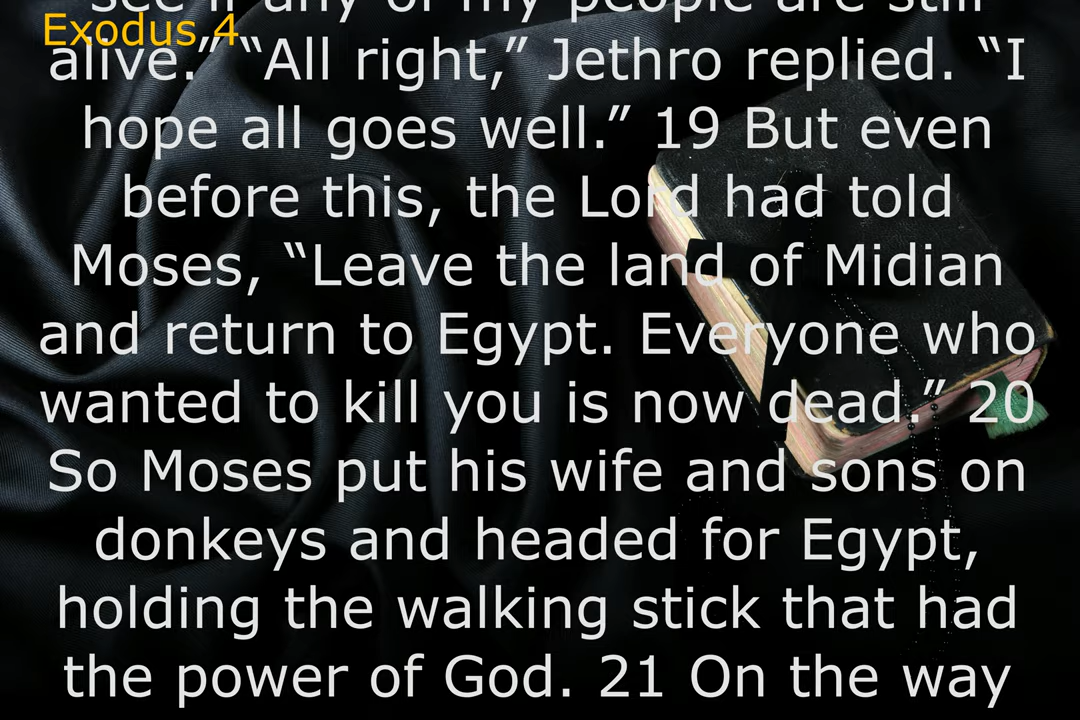 see if any of my people are still
Exodus 4
alive.” “All right,” Jethro replied. “I
hope all goes well.” 19 But even
before this, the Lord had told
Moses, “Leave the land of Midian
and return to Egypt. Everyone who
wanted to kill you is now dead.” 20
So Moses put his wife and sons on
donkeys and headed for Egypt,
holding the walking stick that had
the power of God. 21 On the way